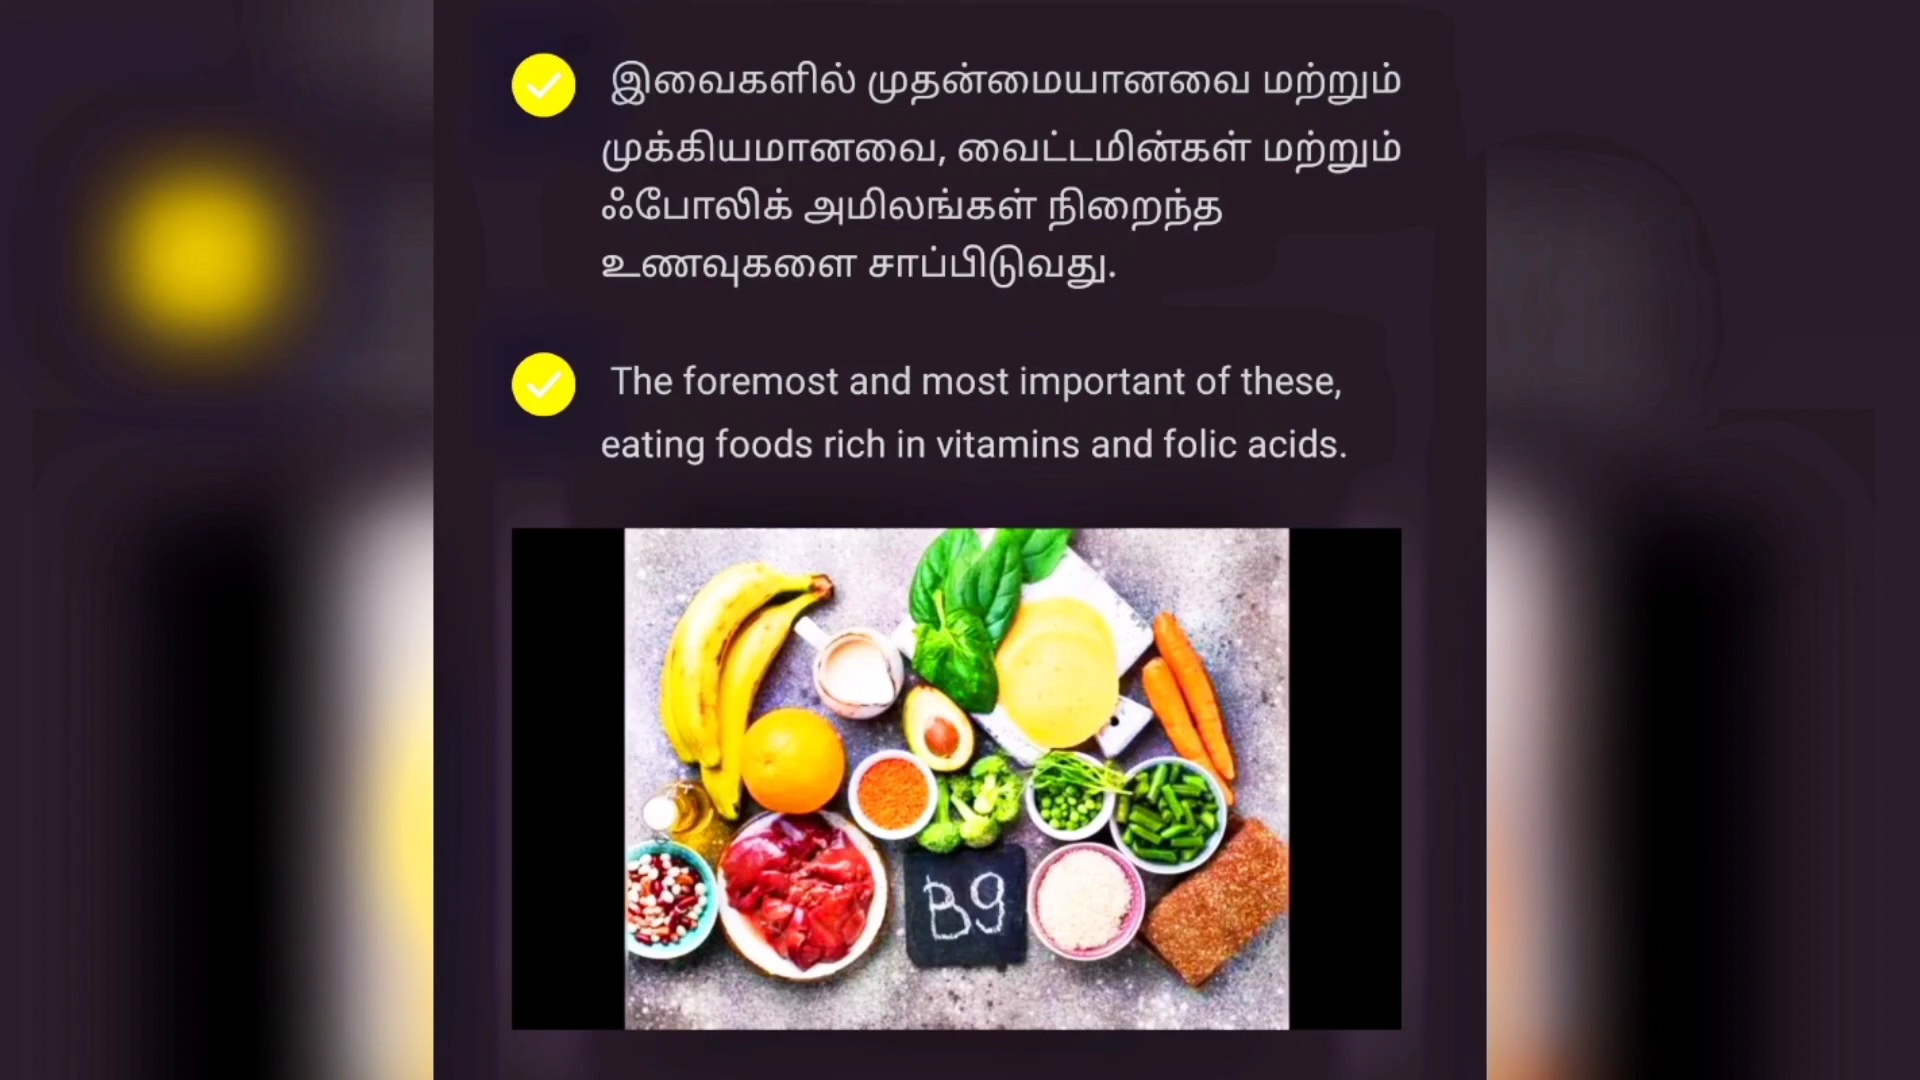 இவைகளில் முதன்மையானவை மற்றும்
முக்கியமானவை, வைட்டமின்கள் மற்றும்
ஃபோலிக் அமிலங்கள் நிறைந்த
உணவுகளை சாப்பிடுவது.
The foremost and most important of these,
eating foods rich in vitamins and folic acids.
B9